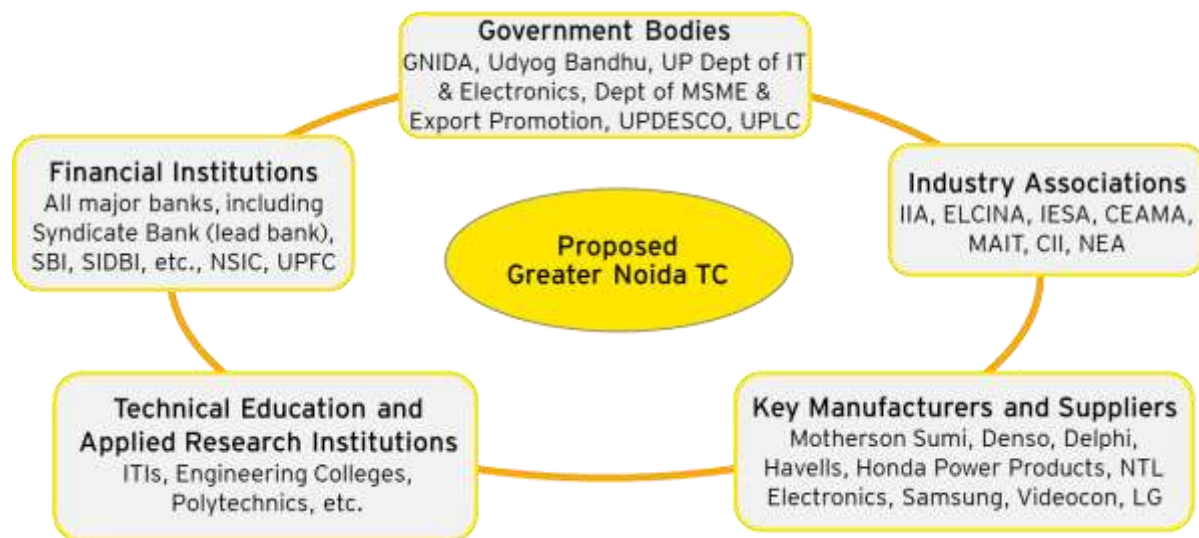 Government Bodies
GNIDA, Udyog Bandhu, UP Dept of IT
& Electronics, Dept of MSME &
Export Promotion, UPDESCO, UPLC
Financial Institutions
All major banks, including
Syndicate Bank (lead bank),
SBI, SIDBI, etc., NSIC, UPFC
Industry Associations
IIA, ELCINA, IESA, CEAMA,
MAIT, CII, NEA
Proposed
Greater Noida TC
Technical Education and
Applied Research Institutions
ITIs, Engineering Colleges,
Polytechnics, etc.
Key Manufacturers and Suppliers
Motherson Sumi, Denso, Delphi,
Havells, Honda Power Products, NTL
Electronics, Samsung, Videocon, LG